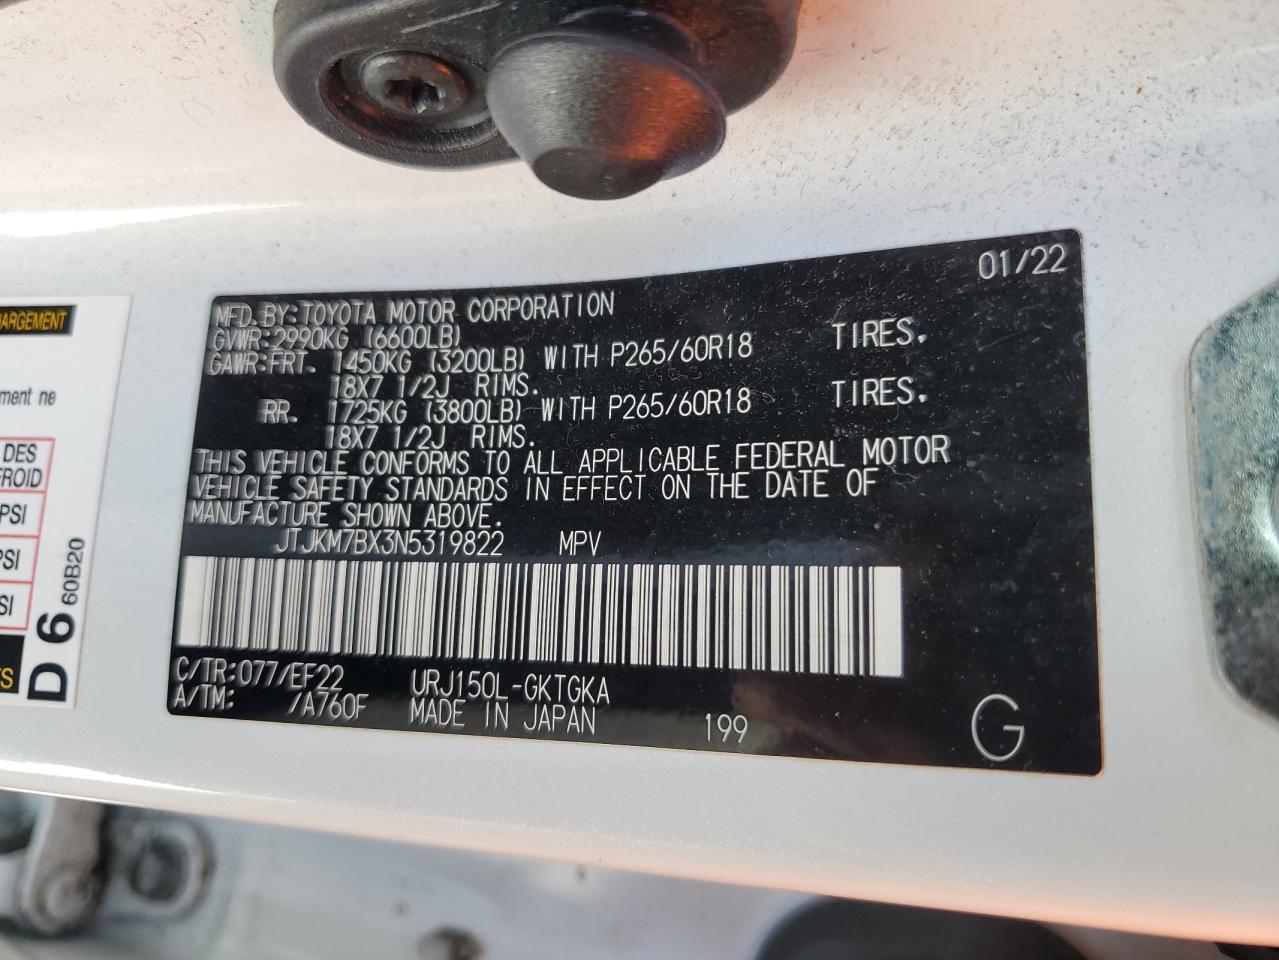 01/22
MFD. BY: TOYOTA MOTOR CORPORATION
GVWR: 2990KG (6600LB)
GAWR: FRT. 1450KG (3200LB) WITH P265/60R18 TIRES.
18X7 1/2J RIMS.
RR. 1725KG (3800LB) WITH P265/60R18 TIRES.
18X7 1/2J RIMS.
THIS VEHICLE CONFORMS TO ALL APPLICABLE FEDERAL MOTOR
VEHICLE SAFETY STANDARDS IN EFFECT ON THE DATE OF
MANUFACTURE SHOWN ABOVE.
JTJKM7BX3N5319822 MPV
C/TR: 077/EF22 URJ150L-GKTGKA
A/TM: /A760F MADE IN JAPAN 199 G
ment ne
DES
FROID
PSI
PSI
SI
D 6 60B20